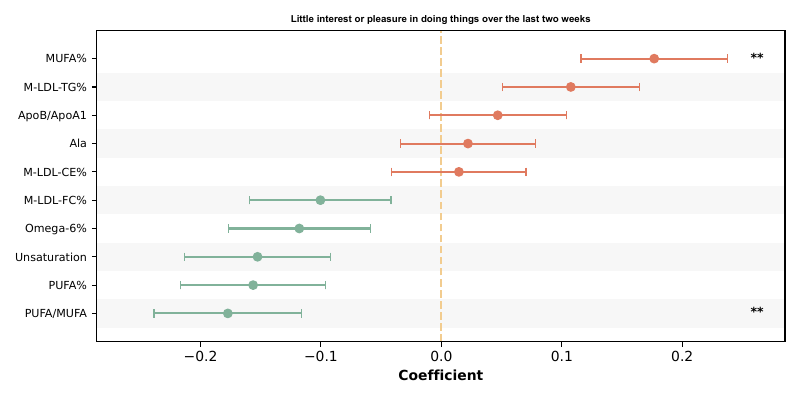 Little interest or pleasure in doing things over the last two weeks
MUFA% **
M-LDL-TG%
ApoB/ApoA1
Ala
M-LDL-CE%
M-LDL-FC%
Omega-6%
Unsaturation
PUFA%
PUFA/MUFA **
−0.2 −0.1 0.0 0.1 0.2
Coefficient